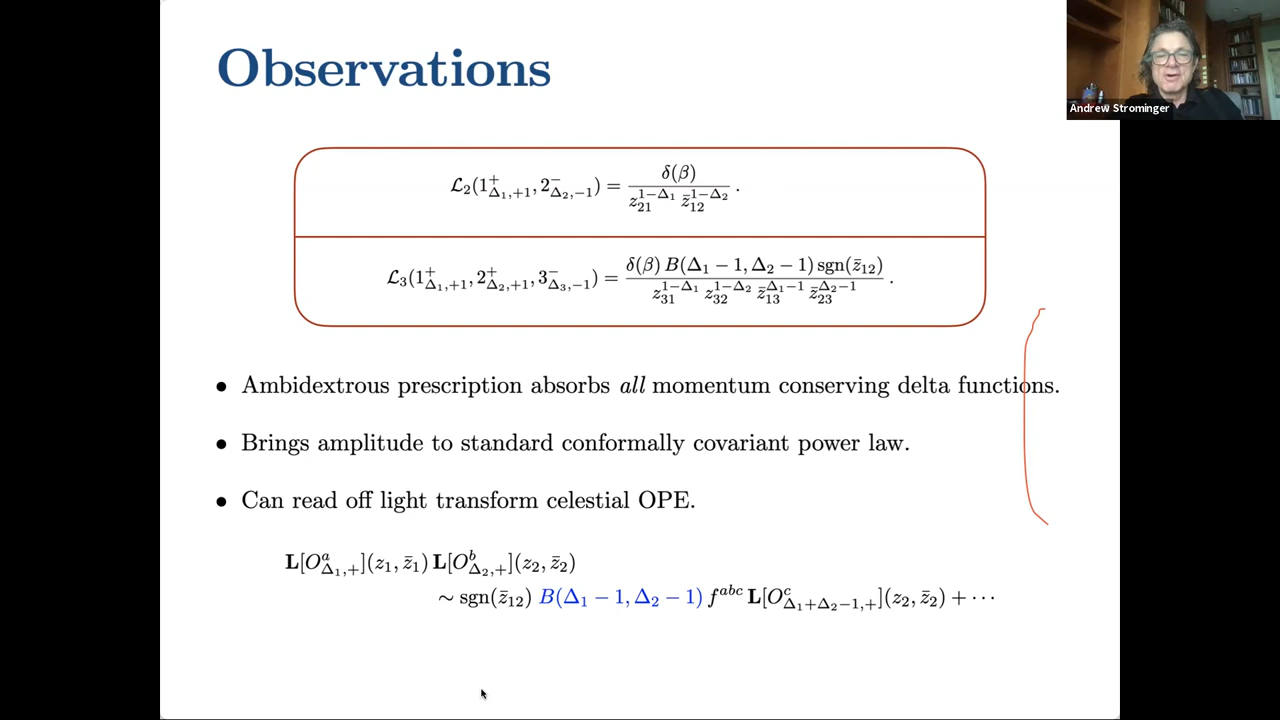 Observations
Andrew Strominger
𝓛₂(1⁺_{Δ₁,+1}, 2⁻_{Δ₂,−1}) = δ(β) / (z₂₁^{1−Δ₁} z̄₁₂^{1−Δ₂}) .
𝓛₃(1⁺_{Δ₁,+1}, 2⁺_{Δ₂,+1}, 3⁻_{Δ₃,−1}) = δ(β) B(Δ₁ − 1, Δ₂ − 1) sgn(z̄₁₂) / (z₃₁^{1−Δ₁} z₃₂^{1−Δ₂} z̄₁₃^{Δ₁−1} z̄₂₃^{Δ₂−1}) .
• Ambidextrous prescription absorbs all momentum conserving delta functions.
• Brings amplitude to standard conformally covariant power law.
• Can read off light transform celestial OPE.
L[O^a_{Δ₁,+}](z₁, z̄₁) L[O^b_{Δ₂,+}](z₂, z̄₂)
∼ sgn(z̄₁₂) B(Δ₁ − 1, Δ₂ − 1) f^{abc} L[O^c_{Δ₁+Δ₂−1,+}](z₂, z̄₂) + ⋯